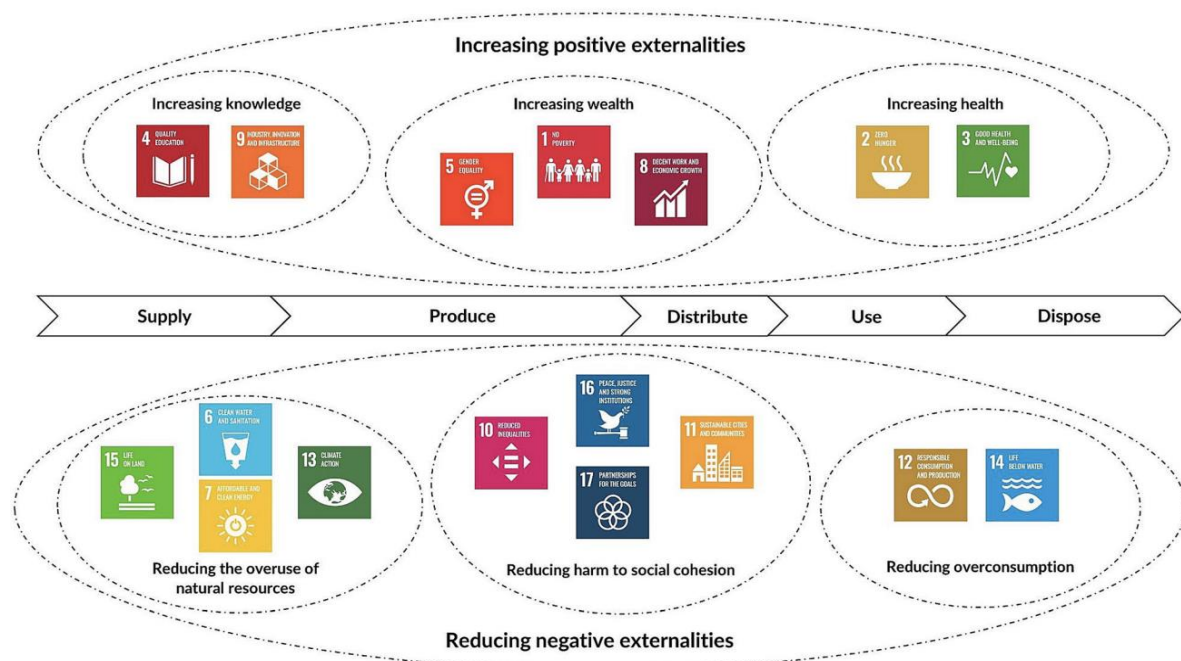 Increasing positive externalities
Increasing knowledge
4 QUALITY
EDUCATION
9 INDUSTRY, INNOVATION
AND INFRASTRUCTURE
Increasing wealth
5 GENDER
EQUALITY
1 NO
POVERTY
8 DECENT WORK AND
ECONOMIC GROWTH
Increasing health
2 ZERO
HUNGER
3 GOOD HEALTH
AND WELL-BEING
Supply
Produce
Distribute
Use
Dispose
15 LIFE
ON LAND
6 CLEAN WATER
AND SANITATION
7 AFFORDABLE AND
CLEAN ENERGY
13 CLIMATE
ACTION
Reducing the overuse of
natural resources
10 REDUCED
INEQUALITIES
16 PEACE, JUSTICE
AND STRONG
INSTITUTIONS
17 PARTNERSHIPS
FOR THE GOALS
11 SUSTAINABLE CITIES
AND COMMUNITIES
Reducing harm to social cohesion
12 RESPONSIBLE
CONSUMPTION
AND PRODUCTION
14 LIFE
BELOW WATER
Reducing overconsumption
Reducing negative externalities